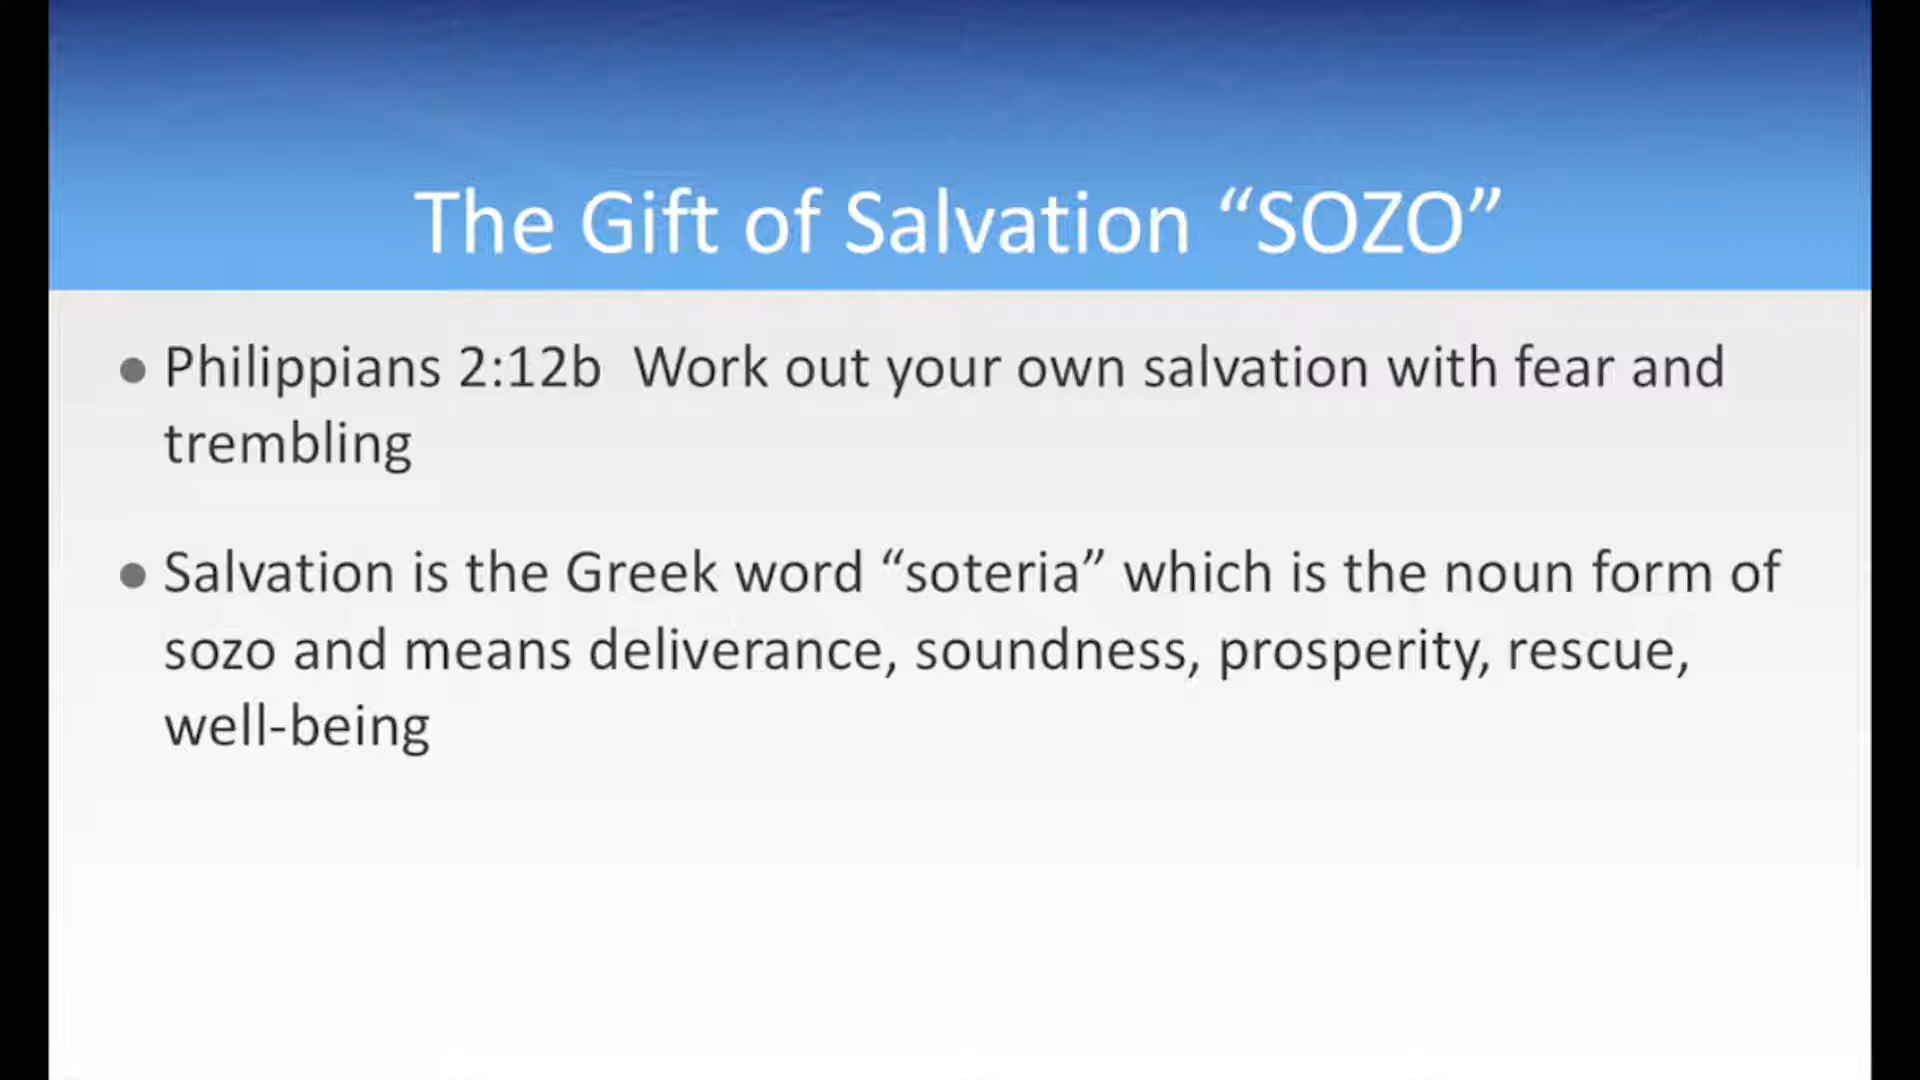 The Gift of Salvation “SOZO”
Philippians 2:12b  Work out your own salvation with fear and
trembling
Salvation is the Greek word “soteria” which is the noun form of
sozo and means deliverance, soundness, prosperity, rescue,
well-being